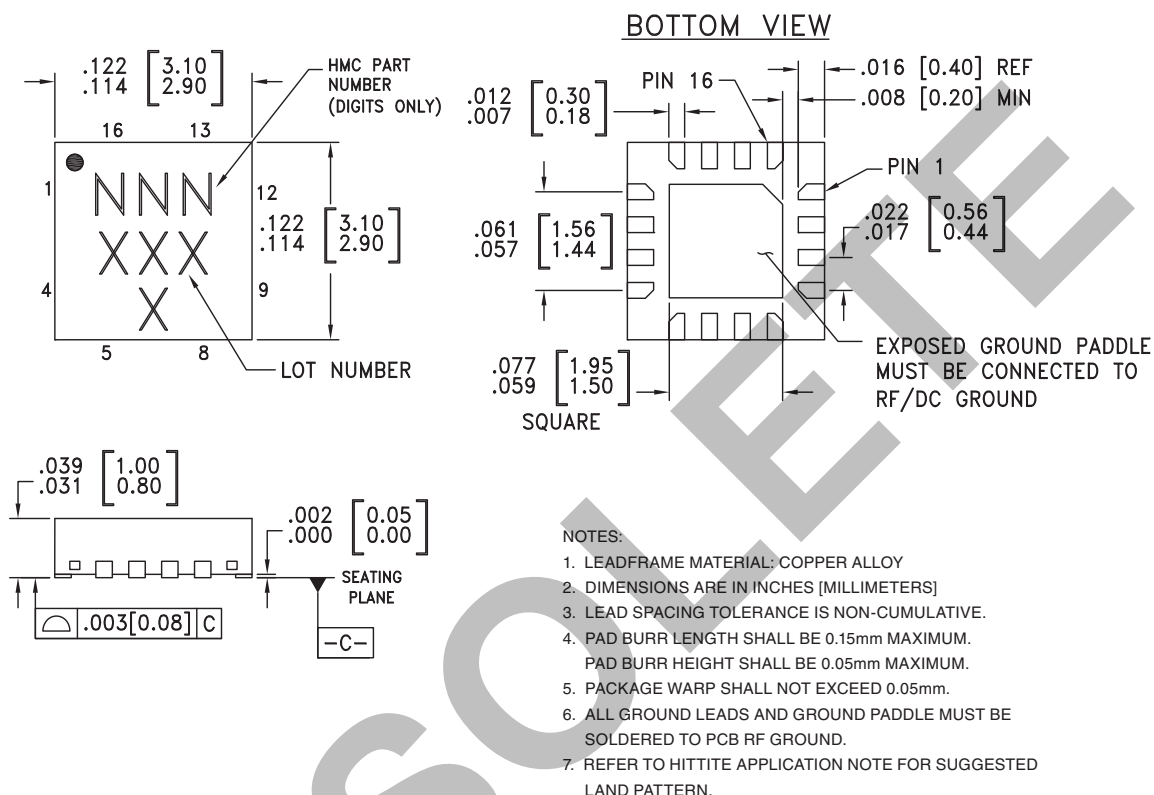 BOTTOM VIEW
.122 [3.10]
.114 [2.90]
HMC PART
NUMBER
(DIGITS ONLY)
16 13
1
12
4
9
5 8
NNN
XXX
X
.122 [3.10]
.114 [2.90]
LOT NUMBER
.012 [0.30]
.007 [0.18]
PIN 16
.016 [0.40] REF
.008 [0.20] MIN
PIN 1
.061 [1.56]
.057 [1.44]
.022 [0.56]
.017 [0.44]
.077 [1.95]
.059 [1.50]
SQUARE
EXPOSED GROUND PADDLE
MUST BE CONNECTED TO
RF/DC GROUND
.039 [1.00]
.031 [0.80]
.002 [0.05]
.000 [0.00]
SEATING
PLANE
.003[0.08] C
-C-
NOTES:
1. LEADFRAME MATERIAL: COPPER ALLOY
2. DIMENSIONS ARE IN INCHES [MILLIMETERS]
3. LEAD SPACING TOLERANCE IS NON-CUMULATIVE.
4. PAD BURR LENGTH SHALL BE 0.15mm MAXIMUM.
PAD BURR HEIGHT SHALL BE 0.05mm MAXIMUM.
5. PACKAGE WARP SHALL NOT EXCEED 0.05mm.
6. ALL GROUND LEADS AND GROUND PADDLE MUST BE
SOLDERED TO PCB RF GROUND.
7. REFER TO HITTITE APPLICATION NOTE FOR SUGGESTED
LAND PATTERN.
SOLETE